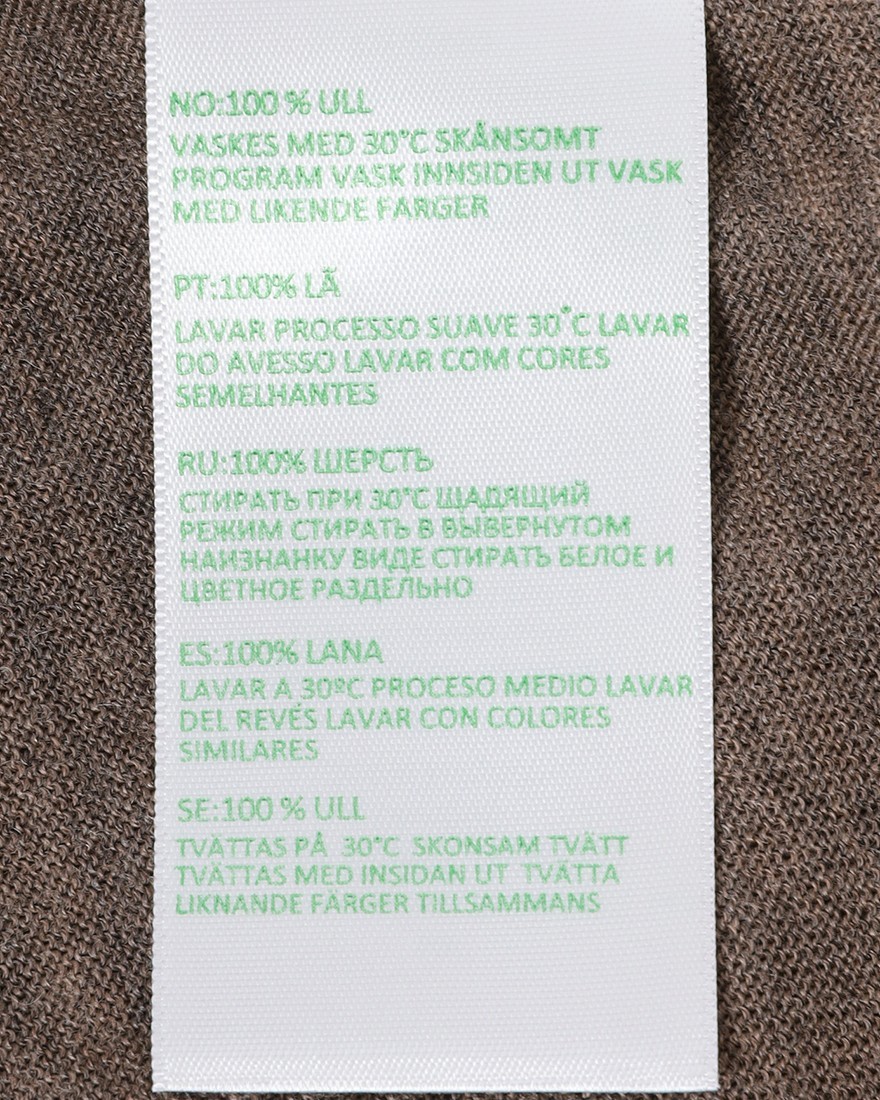 NO:100 % ULL
VASKES MED 30°C SKÅNSOMT
PROGRAM VASK INNSIDEN UT VASK
MED LIKENDE FARGER
PT:100% LÃ
LAVAR PROCESSO SUAVE 30°C LAVAR
DO AVESSO LAVAR COM CORES
SEMELHANTES
RU:100% ШЕРСТЬ
СТИРАТЬ ПРИ 30°C ЩАДЯЩИЙ
РЕЖИМ СТИРАТЬ В ВЫВЕРНУТОМ
НАИЗНАНКУ ВИДЕ СТИРАТЬ БЕЛОЕ И
ЦВЕТНОЕ РАЗДЕЛЬНО
ES:100% LANA
LAVAR A 30ºC PROCESO MEDIO LAVAR
DEL REVÉS LAVAR CON COLORES
SIMILARES
SE:100 % ULL
TVÄTTAS PÅ 30°C SKONSAM TVÄTT
TVÄTTAS MED INSIDAN UT TVÄTTA
LIKNANDE FÄRGER TILLSAMMANS